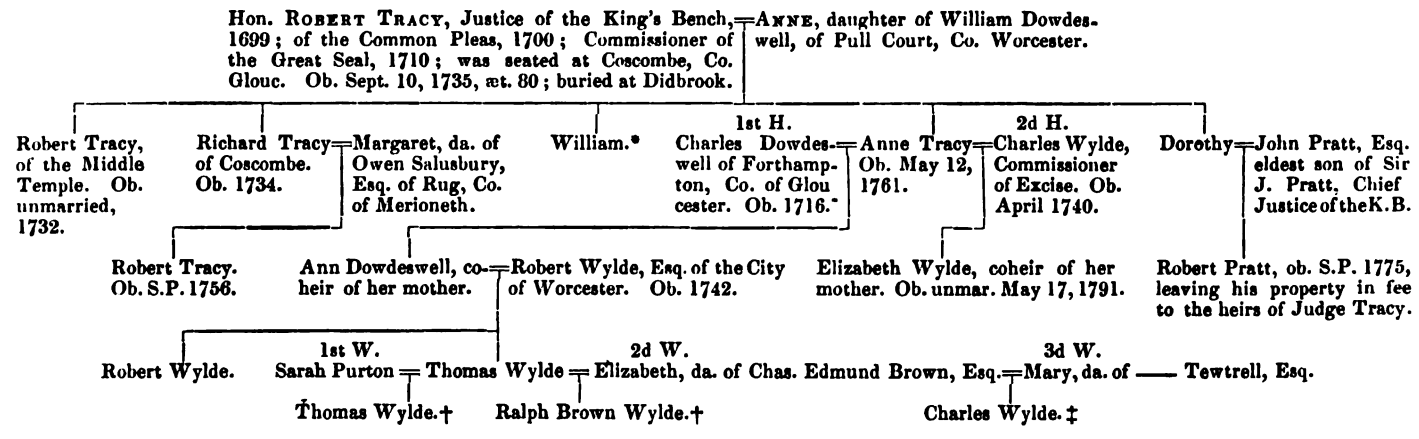 Hon. ROBERT TRACY, Justice of the King's Bench,
1699; of the Common Pleas, 1700; Commissioner of
the Great Seal, 1710; was seated at Coscombe, Co.
Glouc. Ob. Sept. 10, 1735, æt. 80; buried at Didbrook.
ANNE, daughter of William Dowdes-
well, of Pull Court, Co. Worcester.
Robert Tracy,
of the Middle
Temple. Ob.
unmarried,
1732.
Richard Tracy
of Coscombe.
Ob. 1734.
Margaret, da. of
Owen Salusbury,
Esq. of Rug, Co.
of Merioneth.
William.*
1st H.
Charles Dowdes-
well of Forthamp-
ton, Co. of Glou
cester. Ob. 1716.
Anne Tracy
Ob. May 12,
1761.
2d H.
Charles Wylde,
Commissioner
of Excise. Ob.
April 1740.
Dorothy
John Pratt, Esq.
eldest son of Sir
J. Pratt, Chief
Justice of the K.B.
Robert Tracy.
Ob. S.P. 1756.
Ann Dowdeswell, co-
heir of her mother.
Robert Wylde, Esq. of the City
of Worcester. Ob. 1742.
Elizabeth Wylde, coheir of her
mother. Ob. unmar. May 17, 1791.
Robert Pratt, ob. S.P. 1775,
leaving his property in fee
to the heirs of Judge Tracy.
Robert Wylde.
1st W.
Sarah Purton
Thomas Wylde
2d W.
Elizabeth, da. of Chas. Edmund Brown, Esq.
3d W.
Mary, da. of —— Tewtrell, Esq.
Thomas Wylde.†
Ralph Brown Wylde.†
Charles Wylde.‡